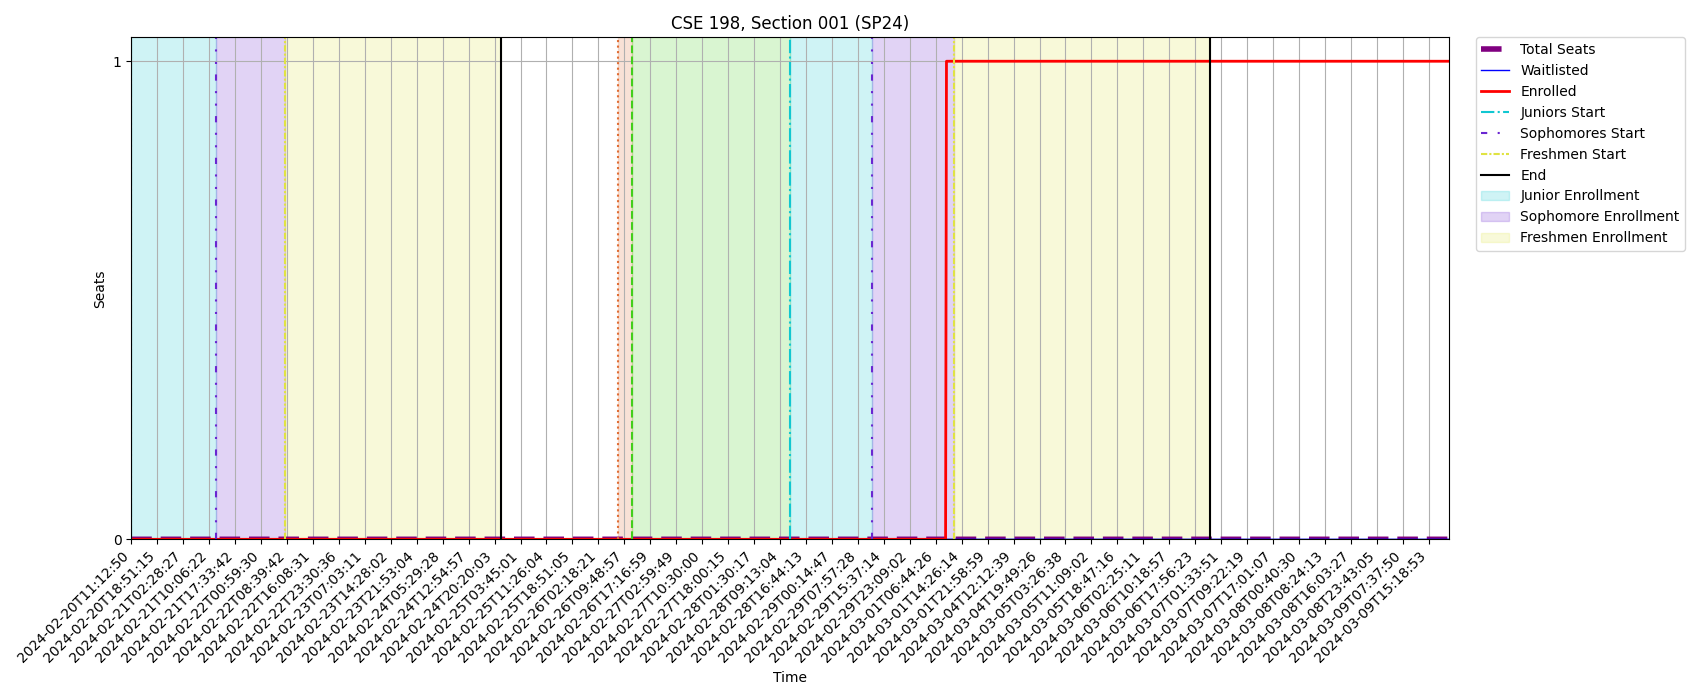 CSE 198, Section 001 (SP24)
Total Seats
Waitlisted
Enrolled
Juniors Start
Sophomores Start
Freshmen Start
End
Junior Enrollment
Sophomore Enrollment
Freshmen Enrollment
Seats
1
0
2024-02-20T11:12:50
2024-02-20T18:51:15
2024-02-21T02:28:27
2024-02-21T10:06:22
2024-02-21T17:33:42
2024-02-22T00:59:30
2024-02-22T08:39:42
2024-02-22T16:08:31
2024-02-22T23:30:36
2024-02-23T07:03:11
2024-02-23T14:28:02
2024-02-23T21:53:04
2024-02-24T05:29:28
2024-02-24T12:54:57
2024-02-24T20:20:03
2024-02-25T03:45:01
2024-02-25T11:26:04
2024-02-25T18:51:05
2024-02-26T02:18:21
2024-02-26T09:48:57
2024-02-26T17:16:59
2024-02-27T02:59:49
2024-02-27T10:30:00
2024-02-27T18:00:15
2024-02-28T01:30:17
2024-02-28T09:13:04
2024-02-28T16:44:13
2024-02-29T00:14:47
2024-02-29T07:57:28
2024-02-29T15:37:14
2024-02-29T23:09:02
2024-03-01T06:44:26
2024-03-01T14:26:14
2024-03-01T21:58:59
2024-03-04T12:12:39
2024-03-04T19:49:26
2024-03-05T03:26:38
2024-03-05T11:09:02
2024-03-05T18:47:16
2024-03-06T02:25:11
2024-03-06T10:18:57
2024-03-06T17:56:23
2024-03-07T01:33:51
2024-03-07T09:22:19
2024-03-07T17:01:07
2024-03-08T00:40:30
2024-03-08T08:24:13
2024-03-08T16:03:27
2024-03-08T23:43:05
2024-03-09T07:37:50
2024-03-09T15:18:53
Time